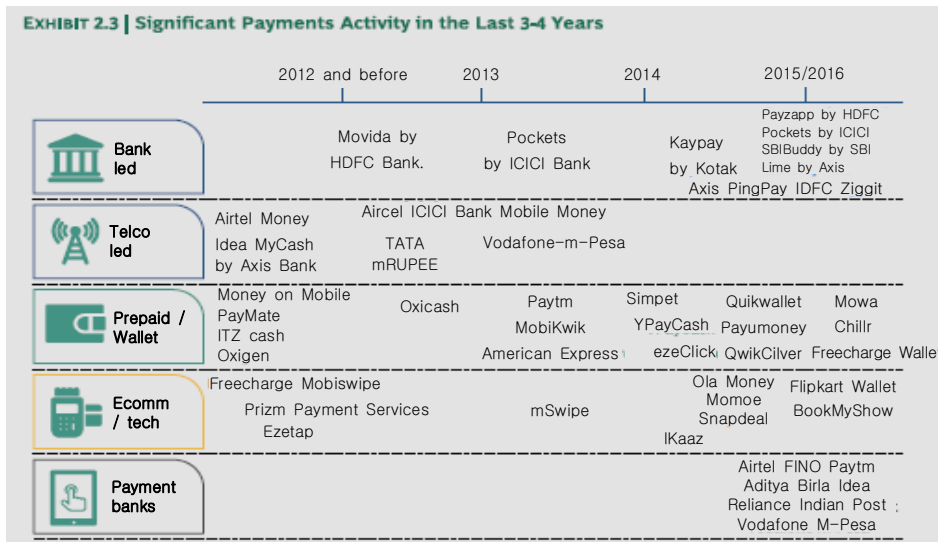 EXHIBIT 2.3 | Significant Payments Activity in the Last 3-4 Years
2012 and before 2013 2014 2015/2016
Bank
led
Movida by
HDFC Bank.
Pockets
by ICICI Bank
Kaypay
by Kotak
Payzapp by HDFC
Pockets by ICICI
SBIBuddy by SBI
Lime by Axis
Axis PingPay IDFC Ziggit
Telco
led
Airtel Money
Idea MyCash
by Axis Bank
Aircel ICICI Bank Mobile Money
TATA
mRUPEE
Vodafone-m-Pesa
Prepaid /
Wallet
Money on Mobile
PayMate
ITZ cash
Oxigen
Oxicash
Paytm
MobiKwik
American Express
Simpet
YPayCash
ezeClick
Quikwallet
Payumoney
QwikCilver
Mowa
Chillr
Freecharge Walle
Ecomm
/ tech
Freecharge Mobiswipe
Prizm Payment Services
Ezetap
mSwipe
Ola Money
Momoe
Snapdeal
IKaaz
Flipkart Wallet
BookMyShow
Payment
banks
Airtel FINO Paytm
Aditya Birla Idea
Reliance Indian Post ;
Vodafone M-Pesa